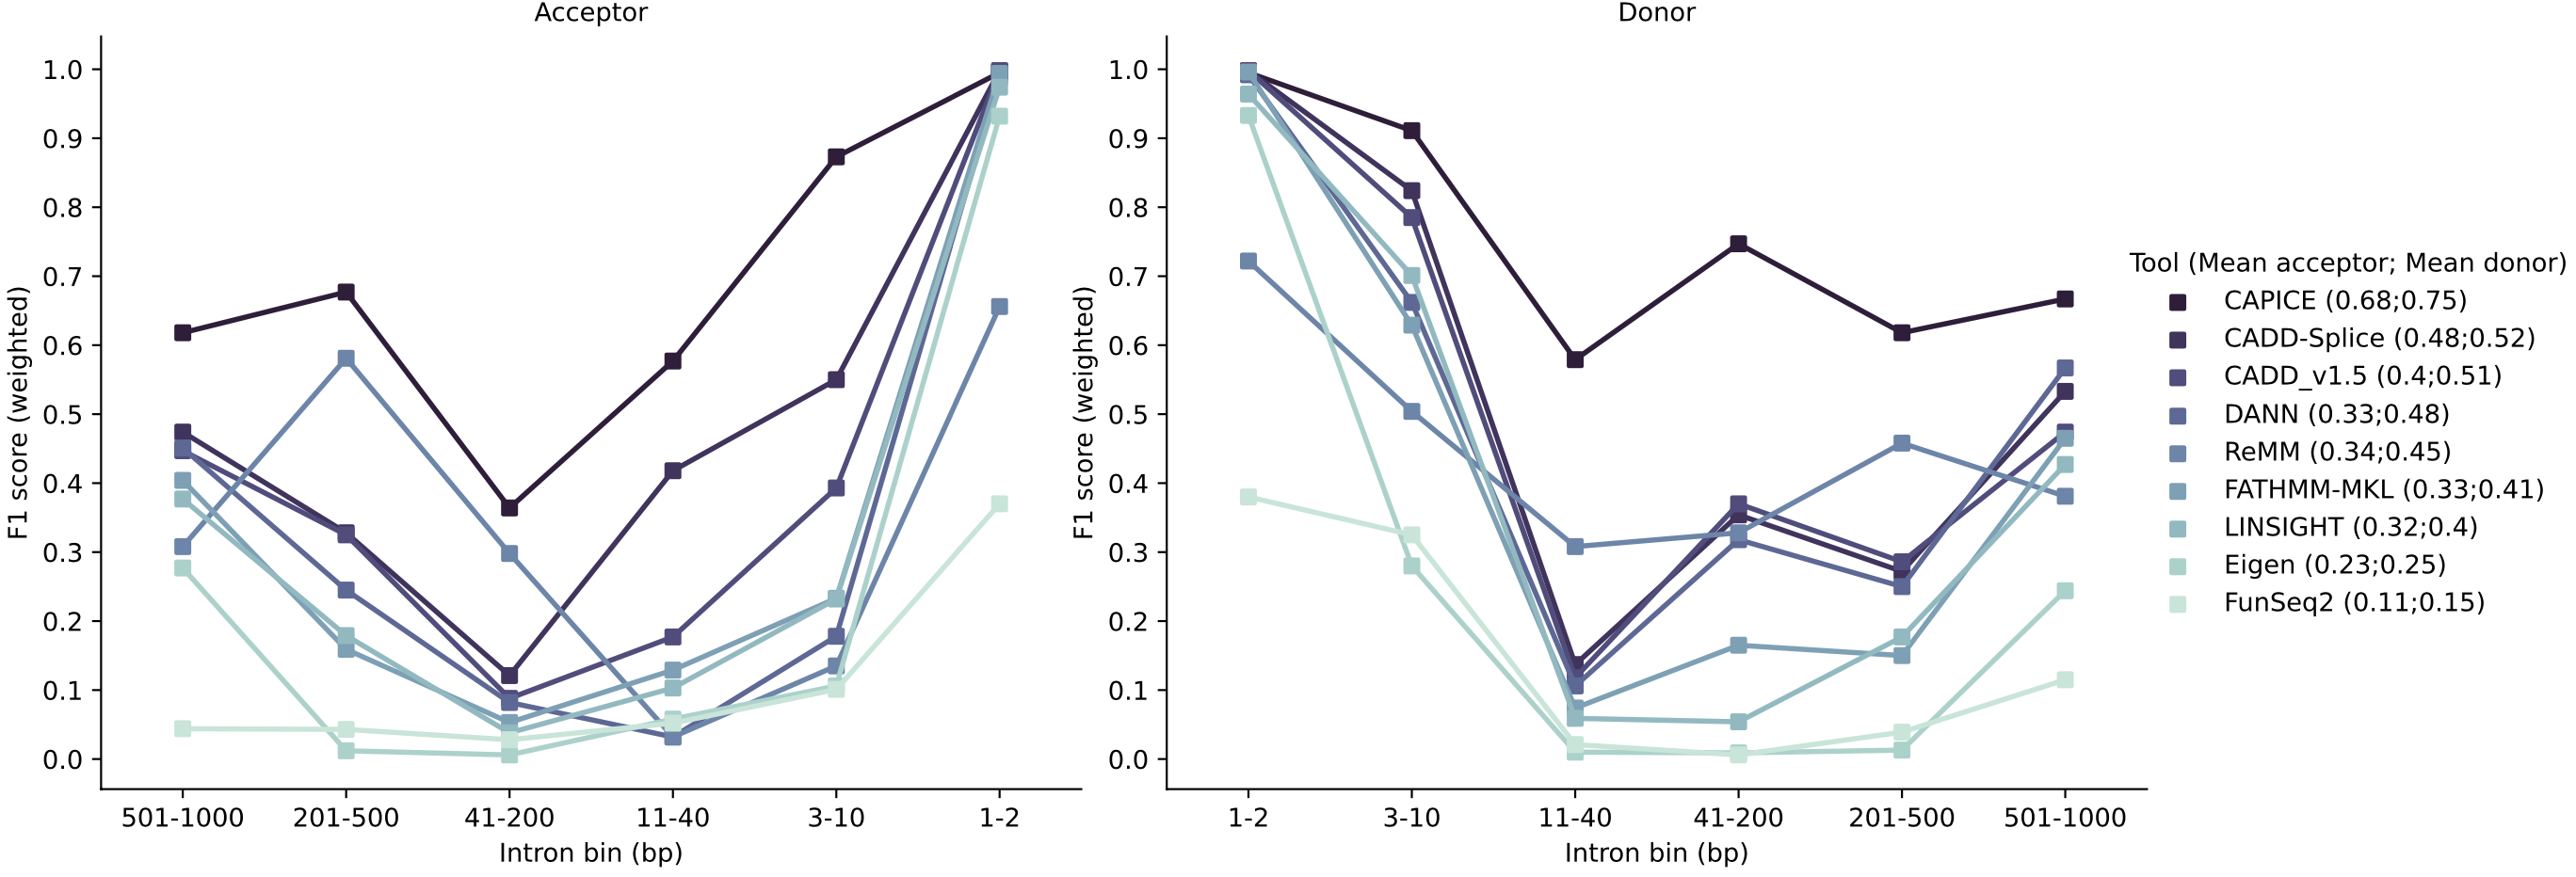 Acceptor
F1 score (weighted)
1.0
0.9
0.8
0.7
0.6
0.5
0.4
0.3
0.2
0.1
0.0
501-1000 201-500 41-200 11-40 3-10 1-2
Intron bin (bp)
Donor
F1 score (weighted)
1.0
0.9
0.8
0.7
0.6
0.5
0.4
0.3
0.2
0.1
0.0
1-2 3-10 11-40 41-200 201-500 501-1000
Intron bin (bp)
Tool (Mean acceptor; Mean donor)
CAPICE (0.68;0.75)
CADD-Splice (0.48;0.52)
CADD_v1.5 (0.4;0.51)
DANN (0.33;0.48)
ReMM (0.34;0.45)
FATHMM-MKL (0.33;0.41)
LINSIGHT (0.32;0.4)
Eigen (0.23;0.25)
FunSeq2 (0.11;0.15)